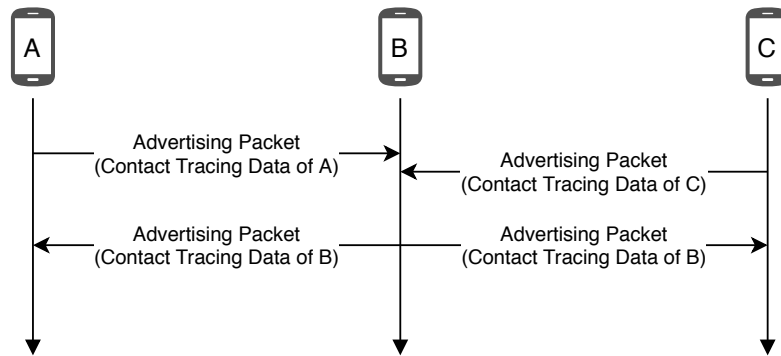 A
B
C
Advertising Packet
(Contact Tracing Data of A)
Advertising Packet
(Contact Tracing Data of C)
Advertising Packet
(Contact Tracing Data of B)
Advertising Packet
(Contact Tracing Data of B)